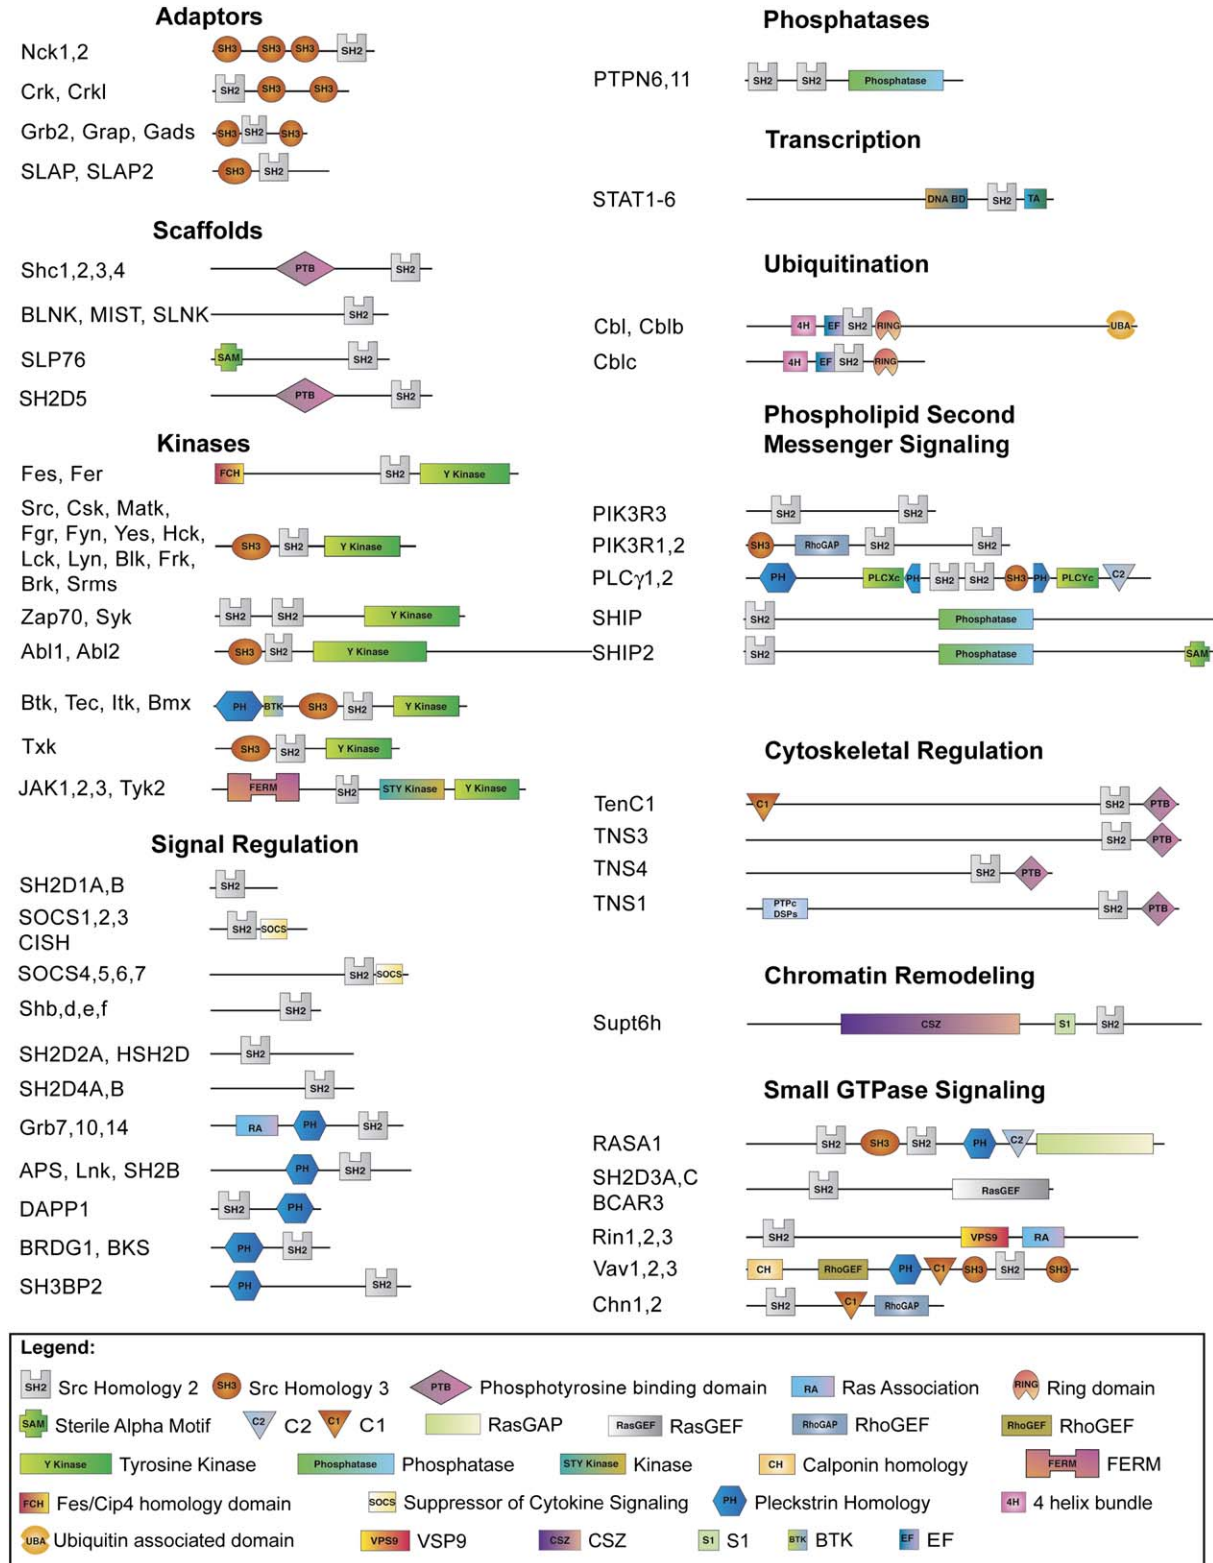 Adaptors
Nck1,2
SH3 SH3 SH3 SH2
Crk, Crkl
SH2 SH3 SH3
Grb2, Grap, Gads
SH3 SH2 SH3
SLAP, SLAP2
SH3 SH2
Scaffolds
Shc1,2,3,4
PTB SH2
BLNK, MIST, SLNK
SH2
SLP76
SAM SH2
SH2D5
PTB SH2
Kinases
Fes, Fer
FCH SH2 Y Kinase
Src, Csk, Matk,
Fgr, Fyn, Yes, Hck,
Lck, Lyn, Blk, Frk,
Brk, Srms
SH3 SH2 Y Kinase
Zap70, Syk
SH2 SH2 Y Kinase
Abl1, Abl2
SH3 SH2 Y Kinase
Btk, Tec, Itk, Bmx
PH BTK SH3 SH2 Y Kinase
Txk
SH3 SH2 Y Kinase
JAK1,2,3, Tyk2
FERM SH2 STY Kinase Y Kinase
Signal Regulation
SH2D1A,B
SH2
SOCS1,2,3
CISH
SH2 SOCS
SOCS4,5,6,7
SH2 SOCS
Shb,d,e,f
SH2
SH2D2A, HSH2D
SH2
SH2D4A,B
SH2
Grb7,10,14
RA PH SH2
APS, Lnk, SH2B
PH SH2
DAPP1
SH2 PH
BRDG1, BKS
PH SH2
SH3BP2
PH SH2
Phosphatases
PTPN6,11
SH2 SH2 Phosphatase
Transcription
STAT1-6
DNA BD SH2 TA
Ubiquitination
Cbl, Cblb
4H EF SH2 RING UBA
Cblc
4H EF SH2 RING
Phospholipid Second
Messenger Signaling
PIK3R3
SH2 SH2
PIK3R1,2
SH3 RhoGAP SH2 SH2
PLCγ1,2
PH PLCXc PH SH2 SH2 SH3 PH PLCYc C2
SHIP
SH2 Phosphatase
SHIP2
SH2 Phosphatase SAM
Cytoskeletal Regulation
TenC1
C1 SH2 PTB
TNS3
SH2 PTB
TNS4
SH2 PTB
TNS1
PTPc
DSPs
SH2 PTB
Chromatin Remodeling
Supt6h
CSZ S1 SH2
Small GTPase Signaling
RASA1
SH2 SH3 SH2 PH C2
SH2D3A,C
BCAR3
SH2 RasGEF
Rin1,2,3
SH2 VPS9 RA
Vav1,2,3
CH RhoGEF PH C1 SH3 SH2 SH3
Chn1,2
SH2 C1 RhoGAP
Legend:
SH2 Src Homology 2 SH3 Src Homology 3 PTB Phosphotyrosine binding domain RA Ras Association RING Ring domain
SAM Sterile Alpha Motif C2 C2 C1 C1 RasGAP RasGEF RasGEF RhoGAP RhoGEF RhoGEF RhoGEF
Y Kinase Tyrosine Kinase Phosphatase Phosphatase STY Kinase Kinase CH Calponin homology FERM FERM
FCH Fes/Cip4 homology domain SOCS Suppressor of Cytokine Signaling PH Pleckstrin Homology 4H 4 helix bundle
UBA Ubiquitin associated domain VPS9 VSP9 CSZ CSZ S1 S1 BTK BTK EF EF